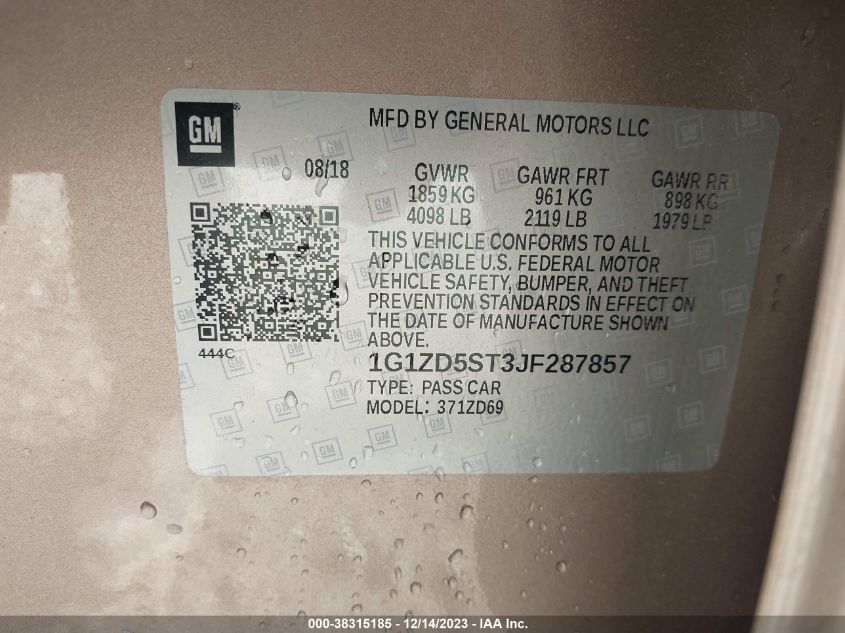 GM
MFD BY GENERAL MOTORS LLC
08/18 GVWR GAWR FRT GAWR RR
1859 KG 961 KG 898 KG
4098 LB 2119 LB 1979 LB
THIS VEHICLE CONFORMS TO ALL
APPLICABLE U.S. FEDERAL MOTOR
VEHICLE SAFETY, BUMPER, AND THEFT
PREVENTION STANDARDS IN EFFECT ON
THE DATE OF MANUFACTURE SHOWN
ABOVE.
444C
1G1ZD5ST3JF287857
TYPE: PASS CAR
MODEL: 371ZD69
000-38315185 - 12/14/2023 - IAA Inc.